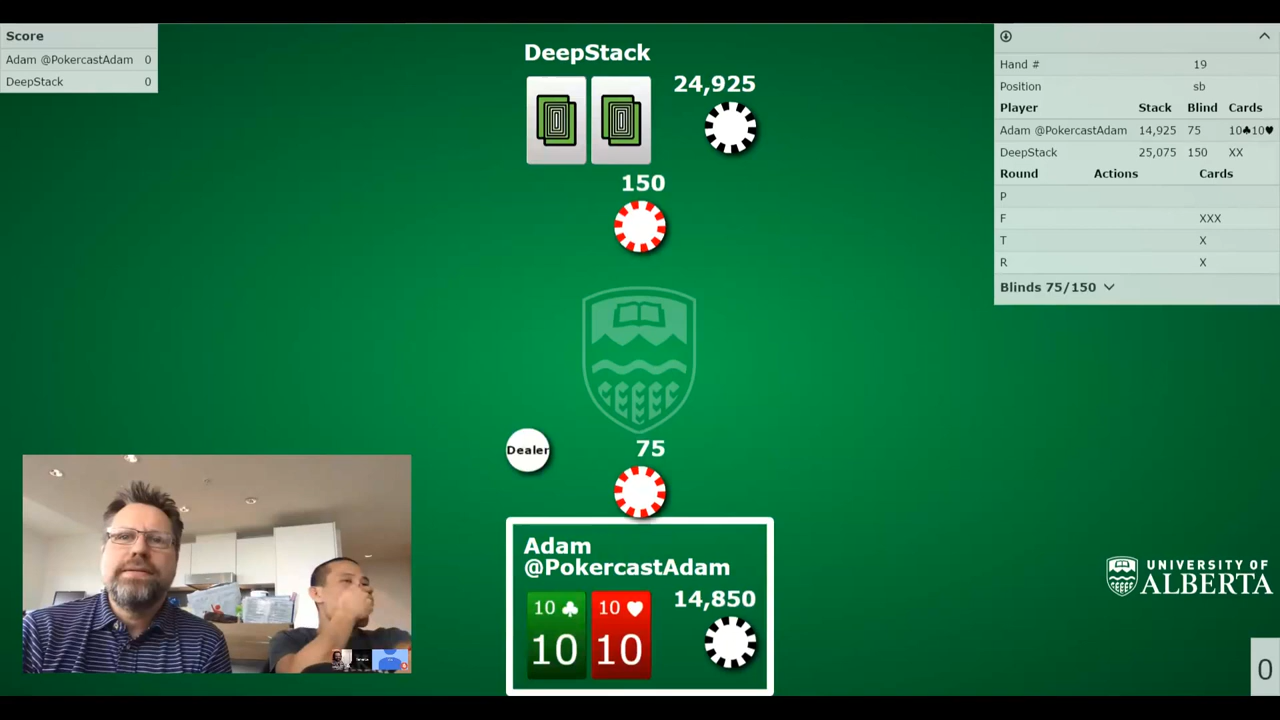 Score
Adam @PokercastAdam 0
DeepStack 0
DeepStack
24,925
150
Dealer
75
Adam
@PokercastAdam
14,850
10♣ 10♥
10 10
Hand # 19
Position sb
Player Stack Blind Cards
Adam @PokercastAdam 14,925 75 10♣10♥
DeepStack 25,075 150 XX
Round Actions Cards
P
F XXX
T X
R X
Blinds 75/150
UNIVERSITY OF
ALBERTA
0